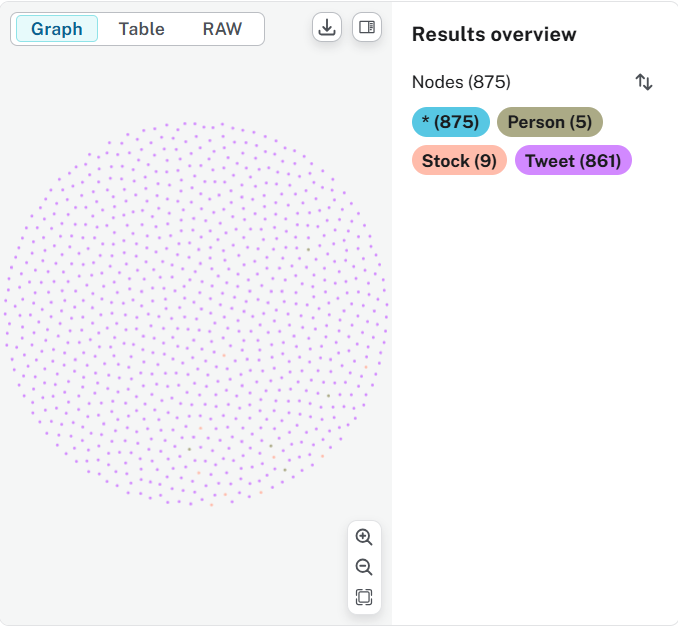 Graph Table RAW
Results overview
Nodes (875)
* (875) Person (5)
Stock (9) Tweet (861)